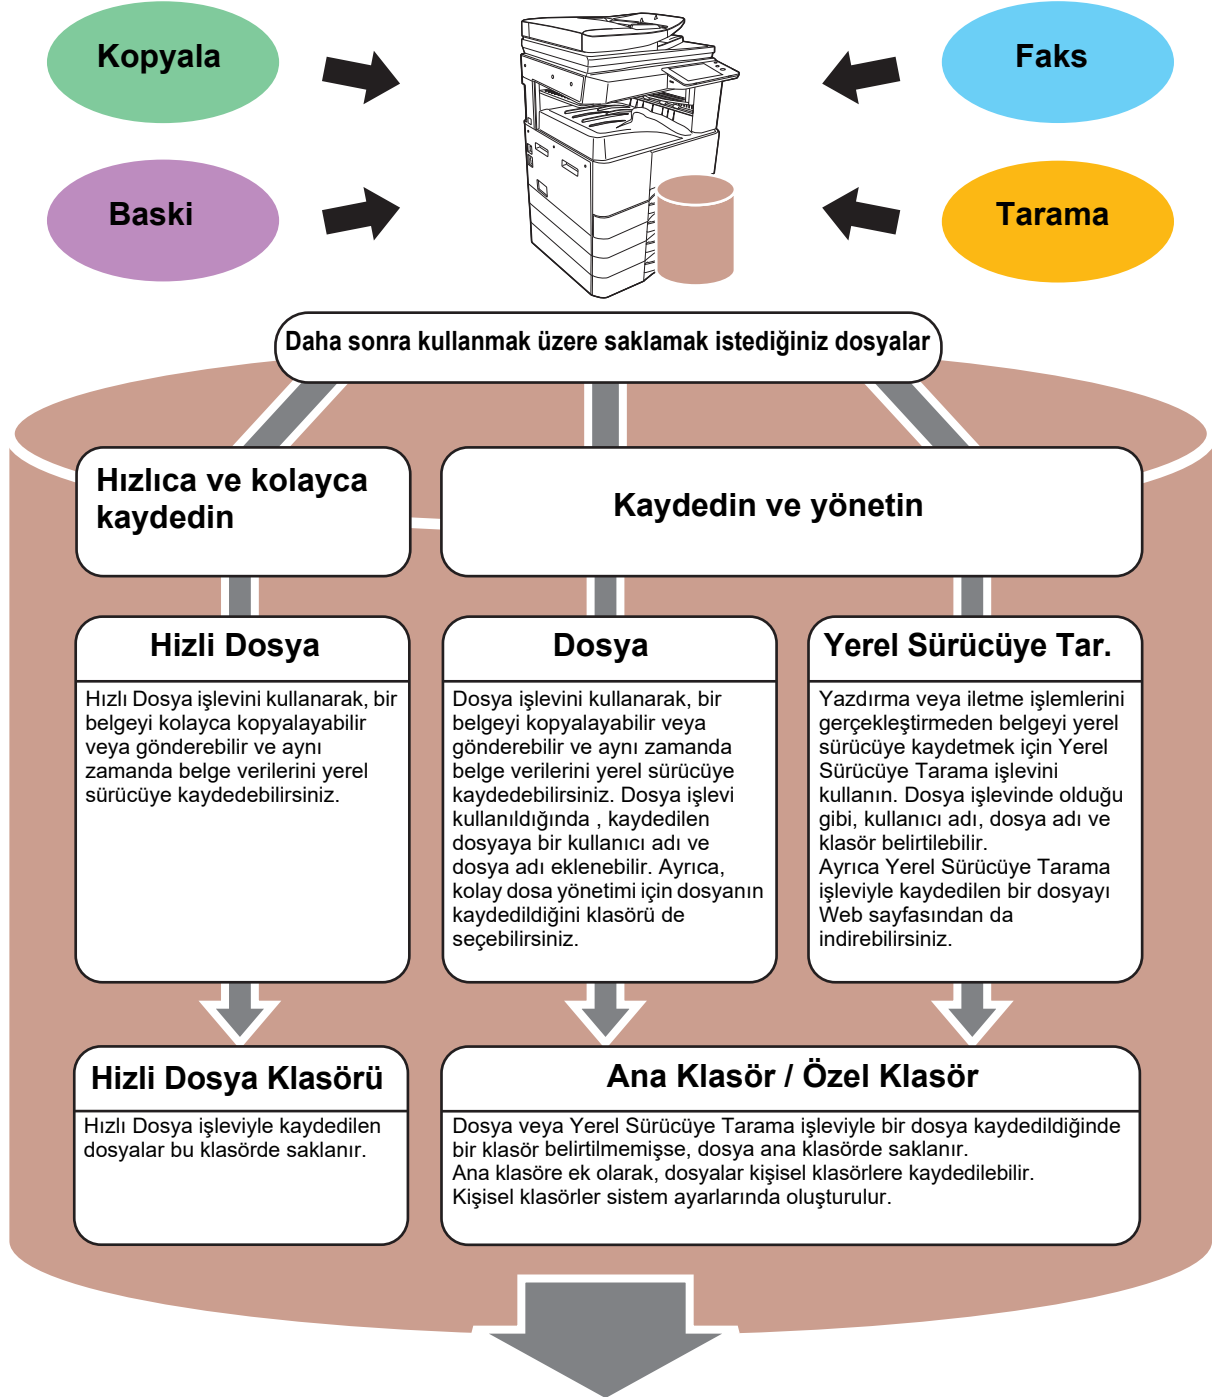 Kopyala
Faks
Baski
Tarama
Daha sonra kullanmak üzere saklamak istediğiniz dosyalar
Hızlıca ve kolayca
kaydedin
Kaydedin ve yönetin
Hizli Dosya
Hızlı Dosya işlevini kullanarak, bir
belgeyi kolayca kopyalayabilir
veya gönderebilir ve aynı
zamanda belge verilerini yerel
sürücüye kaydedebilirsiniz.
Dosya
Dosya işlevini kullanarak, bir
belgeyi kopyalayabilir veya
gönderebilir ve aynı zamanda
belge verilerini yerel sürücüye
kaydedebilirsiniz. Dosya işlevi
kullanıldığında , kaydedilen
dosyaya bir kullanıcı adı ve
dosya adı eklenebilir. Ayrıca,
kolay dosa yönetimi için dosyanın
kaydedildiğini klasörü de
seçebilirsiniz.
Yerel Sürücüye Tar.
Yazdırma veya iletme işlemlerini
gerçekleştirmeden belgeyi yerel
sürücüye kaydetmek için Yerel
Sürücüye Tarama işlevini
kullanın. Dosya işlevinde olduğu
gibi, kullanıcı adı, dosya adı ve
klasör belirtilebilir.
Ayrıca Yerel Sürücüye Tarama
işleviyle kaydedilen bir dosyayı
Web sayfasından da
indirebilirsiniz.
Hizli Dosya Klasörü
Hızlı Dosya işleviyle kaydedilen
dosyalar bu klasörde saklanır.
Ana Klasör / Özel Klasör
Dosya veya Yerel Sürücüye Tarama işleviyle bir dosya kaydedildiğinde
bir klasör belirtilmemişse, dosya ana klasörde saklanır.
Ana klasöre ek olarak, dosyalar kişisel klasörlere kaydedilebilir.
Kişisel klasörler sistem ayarlarında oluşturulur.